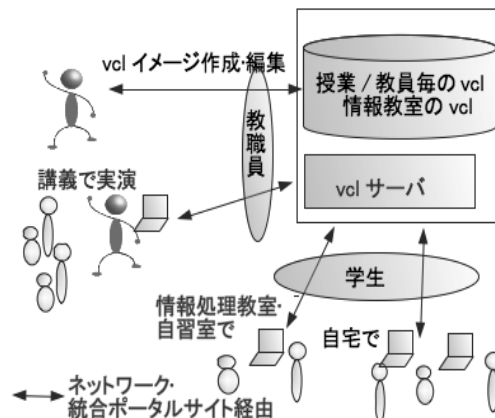 vcl イメージ作成·編集
授業 / 教員毎の vcl
情報教室の vcl
教職員
講義で実演
vcl サーバ
学生
情報処理教室·
自習室で
自宅で
ネットワーク·
統合ポータルサイト経由